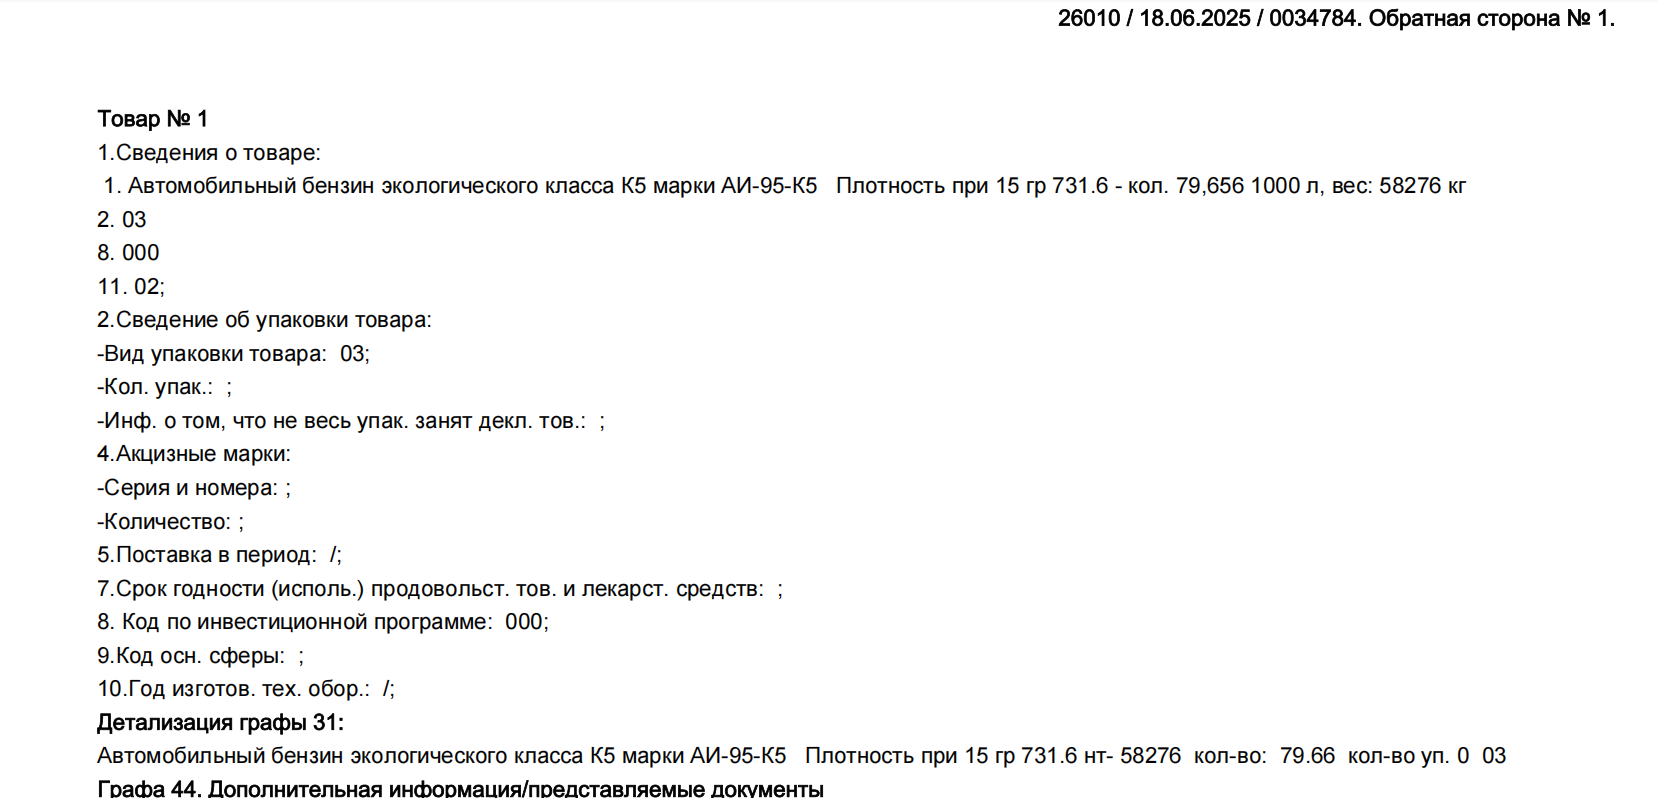 26010 / 18.06.2025 / 0034784. Обратная сторона № 1.
Товар № 1
1.Сведения о товаре:
1. Автомобильный бензин экологического класса К5 марки АИ-95-К5 Плотность при 15 гр 731.6 - кол. 79,656 1000 л, вес: 58276 кг
2. 03
8. 000
11. 02;
2.Сведение об упаковки товара:
-Вид упаковки товара: 03;
-Кол. упак.: ;
-Инф. о том, что не весь упак. занят декл. тов.: ;
4.Акцизные марки:
-Серия и номера: ;
-Количество: ;
5.Поставка в период: /;
7.Срок годности (исполь.) продовольст. тов. и лекарст. средств: ;
8. Код по инвестиционной программе: 000;
9.Код осн. сферы: ;
10.Год изготов. тех. обор.: /;
Детализация графы 31:
Автомобильный бензин экологического класса К5 марки АИ-95-К5 Плотность при 15 гр 731.6 нт- 58276 кол-во: 79.66 кол-во уп. 0 03
Графа 44. Дополнительная информация/представляемые документы